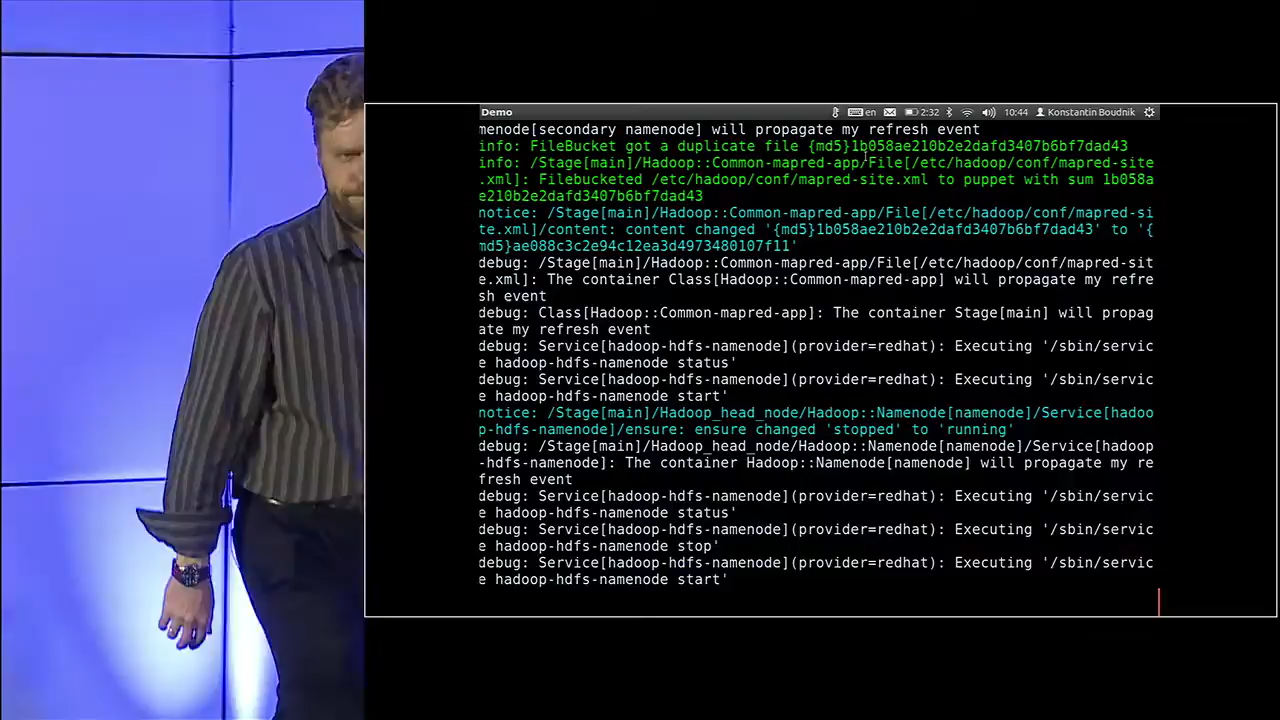 Demo en 2:32 10:44 Konstantin Boudnik
menode[secondary namenode] will propagate my refresh event
info: FileBucket got a duplicate file {md5}1b058ae210b2e2dafd3407b6bf7dad43
info: /Stage[main]/Hadoop::Common-mapred-app/File[/etc/hadoop/conf/mapred-site
.xml]: Filebucketed /etc/hadoop/conf/mapred-site.xml to puppet with sum 1b058a
e210b2e2dafd3407b6bf7dad43
notice: /Stage[main]/Hadoop::Common-mapred-app/File[/etc/hadoop/conf/mapred-si
te.xml]/content: content changed '{md5}1b058ae210b2e2dafd3407b6bf7dad43' to '{
md5}ae088c3c2e94c12ea3d4973480107f11'
debug: /Stage[main]/Hadoop::Common-mapred-app/File[/etc/hadoop/conf/mapred-sit
e.xml]: The container Class[Hadoop::Common-mapred-app] will propagate my refre
sh event
debug: Class[Hadoop::Common-mapred-app]: The container Stage[main] will propag
ate my refresh event
debug: Service[hadoop-hdfs-namenode](provider=redhat): Executing '/sbin/servic
e hadoop-hdfs-namenode status'
debug: Service[hadoop-hdfs-namenode](provider=redhat): Executing '/sbin/servic
e hadoop-hdfs-namenode start'
notice: /Stage[main]/Hadoop_head_node/Hadoop::Namenode[namenode]/Service[hadoo
p-hdfs-namenode]/ensure: ensure changed 'stopped' to 'running'
debug: /Stage[main]/Hadoop_head_node/Hadoop::Namenode[namenode]/Service[hadoop
-hdfs-namenode]: The container Hadoop::Namenode[namenode] will propagate my re
fresh event
debug: Service[hadoop-hdfs-namenode](provider=redhat): Executing '/sbin/servic
e hadoop-hdfs-namenode status'
debug: Service[hadoop-hdfs-namenode](provider=redhat): Executing '/sbin/servic
e hadoop-hdfs-namenode stop'
debug: Service[hadoop-hdfs-namenode](provider=redhat): Executing '/sbin/servic
e hadoop-hdfs-namenode start'